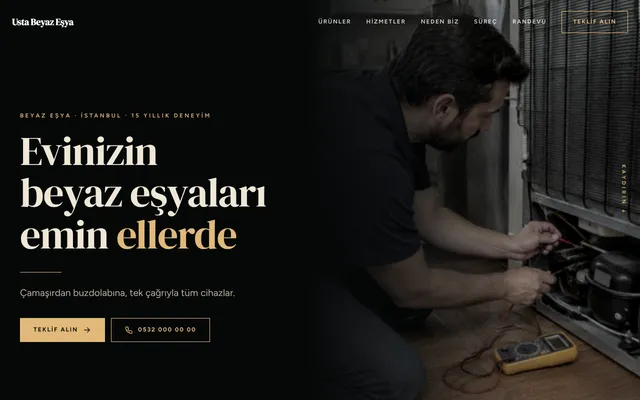 Usta Beyaz Eşya
ÜRÜNLER HİZMETLER NEDEN BİZ SÜREÇ RANDEVU TEKLİF ALIN
BEYAZ EŞYA · İSTANBUL · 15 YILLIK DENEYİM
Evinizin
beyaz eşyaları
emin ellerde
Çamaşırdan buzdolabına, tek çağrıyla tüm cihazlar.
TEKLİF ALIN → 0532 000 00 00
KAYDIRIN ↓